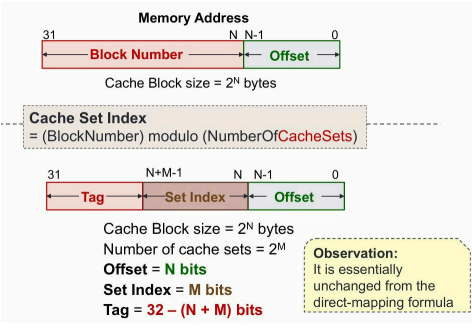 Memory Address
31 N N-1 0
Block Number Offset
Cache Block size = 2^N bytes
Cache Set Index
= (BlockNumber) modulo (NumberOfCacheSets)
31 N+M-1 N N-1 0
Tag Set Index Offset
Cache Block size = 2^N bytes
Number of cache sets = 2^M
Offset = N bits
Set Index = M bits
Tag = 32 – (N + M) bits
Observation:
It is essentially
unchanged from the
direct-mapping formula